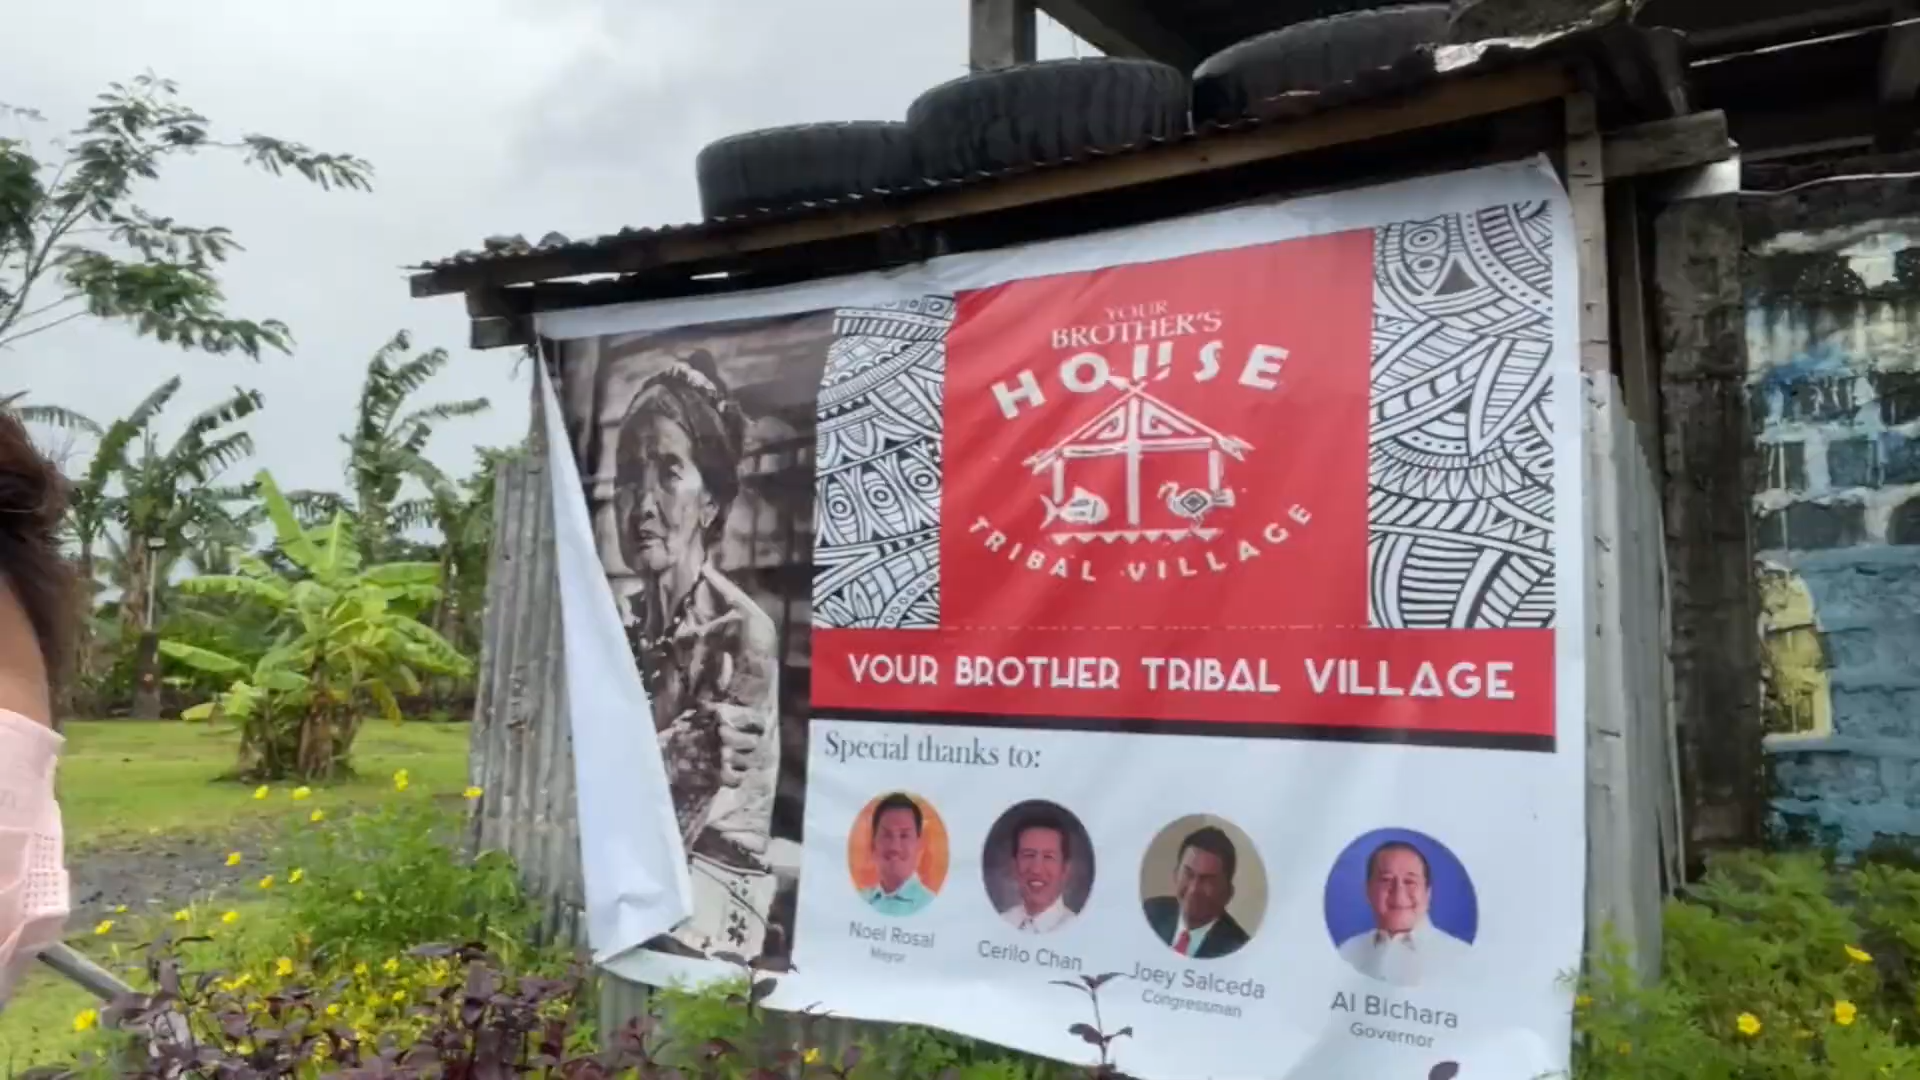 YOUR
BROTHER'S
HOUSE
TRIBAL VILLAGE
YOUR BROTHER TRIBAL VILLAGE
Special thanks to:
Noel Rosal
Mayor
Cerilo Chan
Joey Salceda
Congressman
Al Bichara
Governor